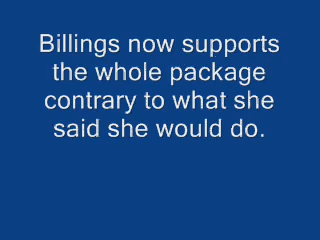 Billings now supports
the whole package
contrary to what she
said she would do.